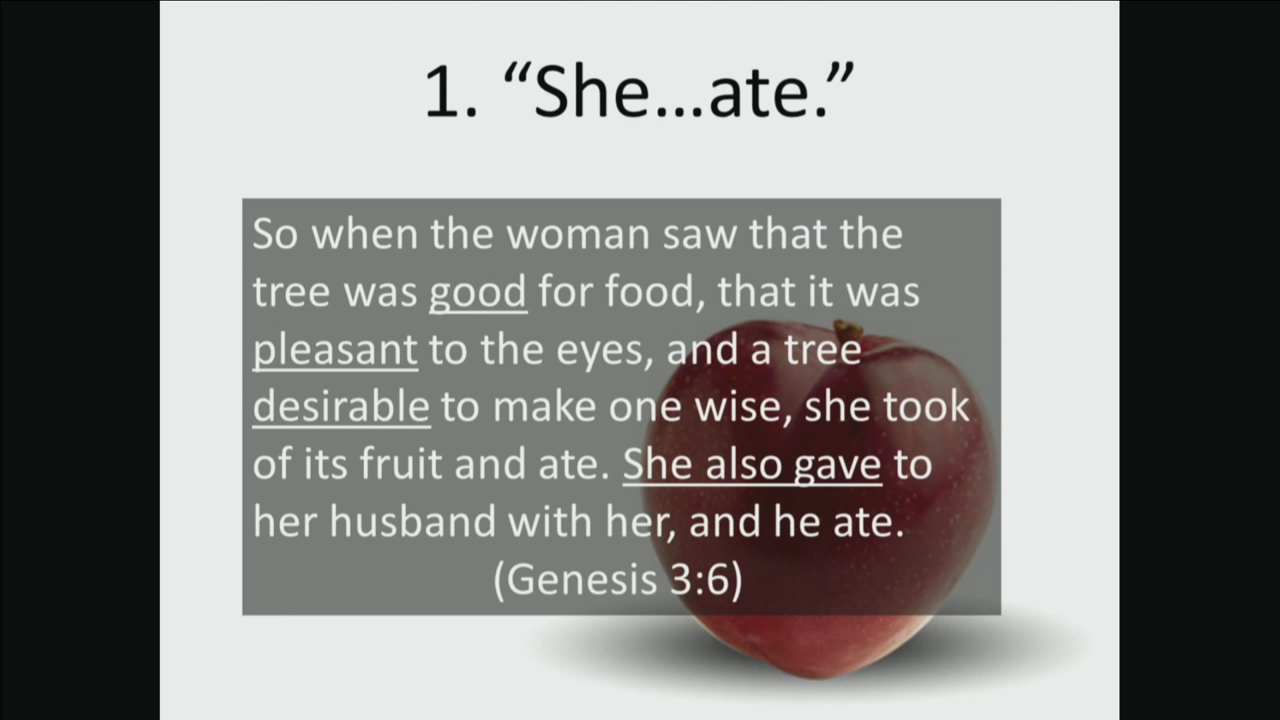 1. “She...ate.”
So when the woman saw that the
tree was good for food, that it was
pleasant to the eyes, and a tree
desirable to make one wise, she took
of its fruit and ate. She also gave to
her husband with her, and he ate.
(Genesis 3:6)